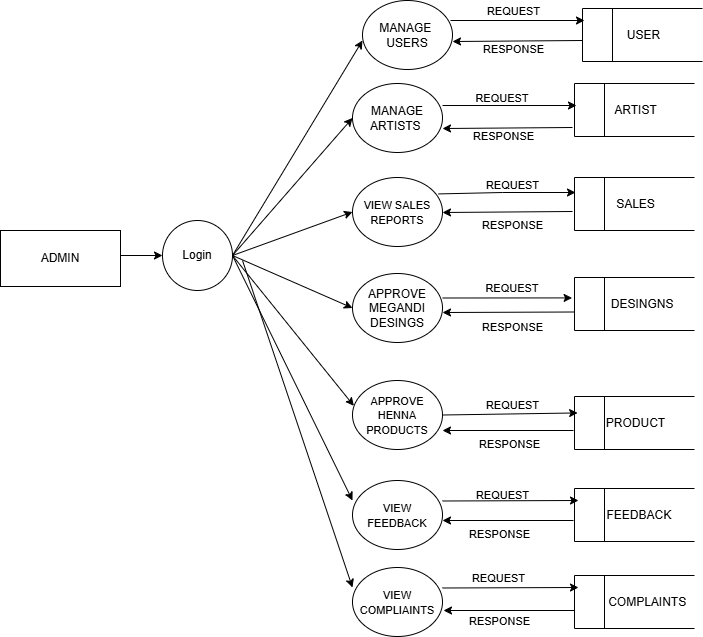 MANAGE
USERS
REQUEST
RESPONSE
USER
MANAGE
ARTISTS
REQUEST
RESPONSE
ARTIST
VIEW SALES
REPORTS
REQUEST
RESPONSE
SALES
ADMIN
Login
APPROVE
MEGANDI
DESINGS
REQUEST
RESPONSE
DESINGNS
APPROVE
HENNA
PRODUCTS
REQUEST
RESPONSE
PRODUCT
VIEW
FEEDBACK
REQUEST
RESPONSE
FEEDBACK
VIEW
COMPLIAINTS
REQUEST
RESPONSE
COMPLAINTS